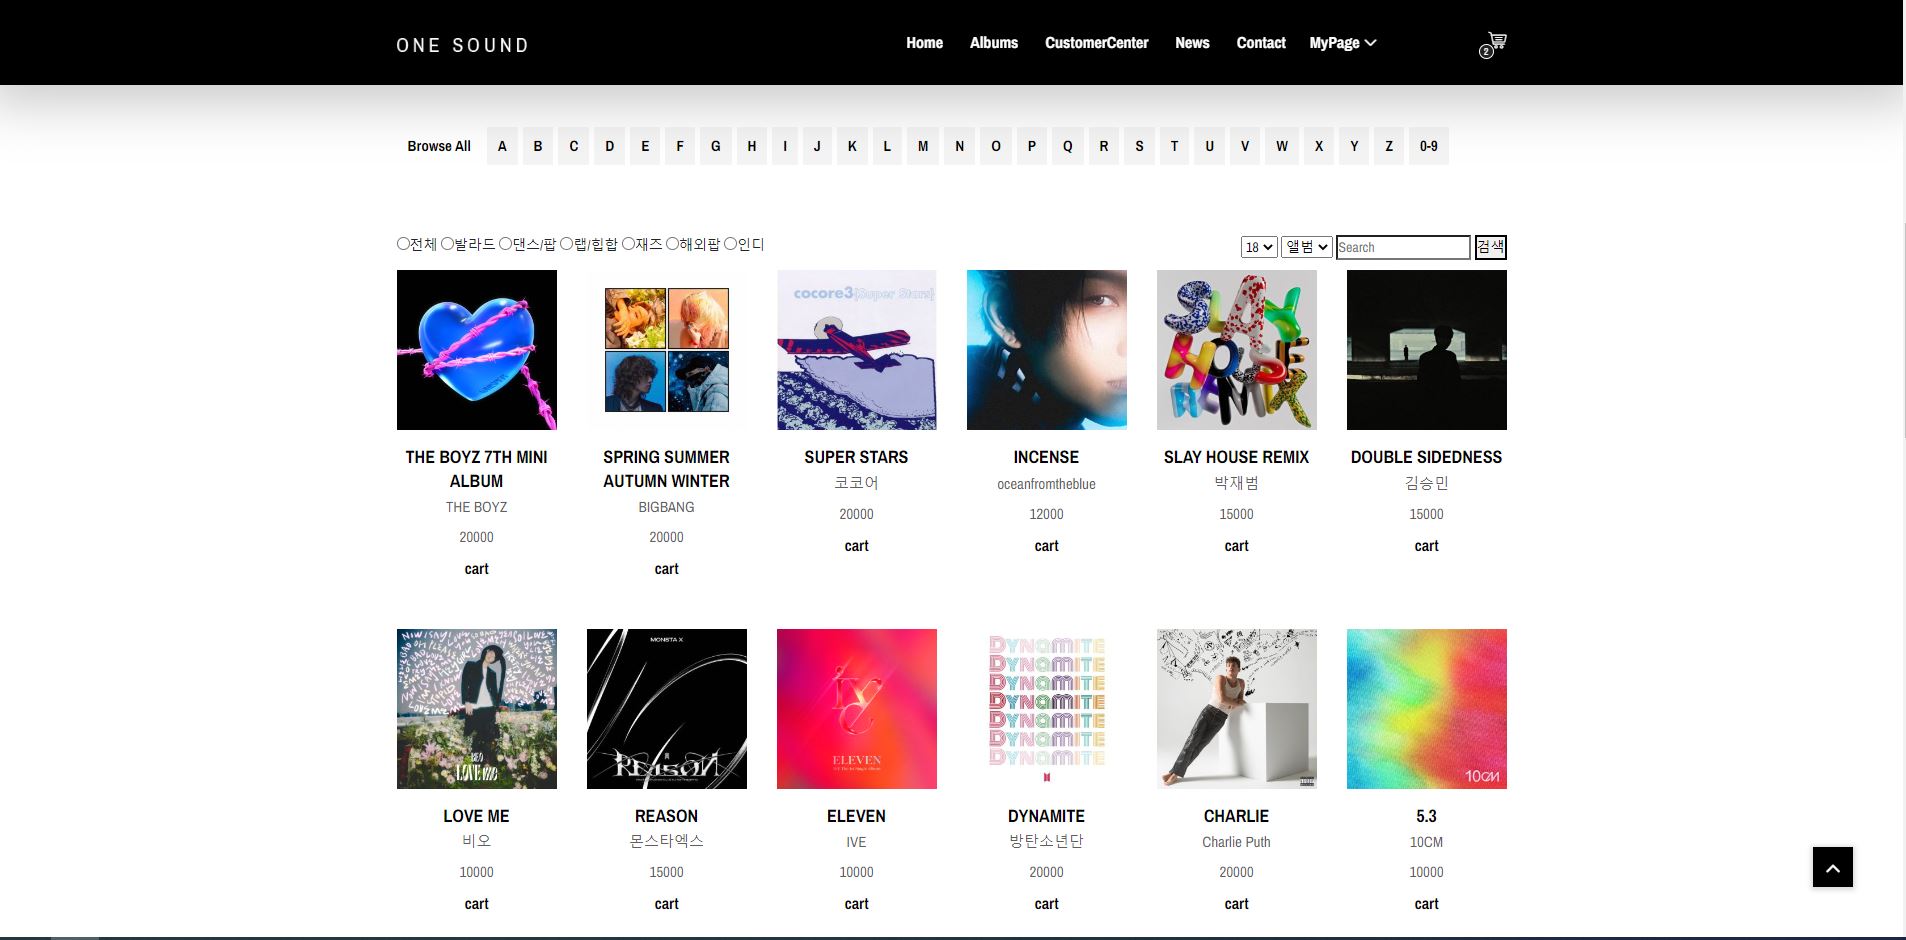 ONE SOUND
Home Albums CustomerCenter News Contact MyPage
2
Browse All A B C D E F G H I J K L M N O P Q R S T U V W X Y Z 0-9
전체 발라드 댄스/팝 랩/힙합 재즈 해외팝 인디
18 앨범 Search 검색
cocore3[Super Stars]
SLAY
HOUSE
REMIX
THE BOYZ 7TH MINI
ALBUM
THE BOYZ
20000
cart
SPRING SUMMER
AUTUMN WINTER
BIGBANG
20000
cart
SUPER STARS
코코어
20000
cart
INCENSE
oceanfromtheblue
12000
cart
SLAY HOUSE REMIX
박재범
15000
cart
DOUBLE SIDEDNESS
김승민
15000
cart
LOVE ME
MONSTA X
REASON
IVE
ELEVEN
DYNAMITE
DYNAMITE
DYNAMITE
DYNAMITE
DYNAMITE
DYNAMITE
DYNAMITE
10CM
LOVE ME
비오
10000
cart
REASON
몬스타엑스
15000
cart
ELEVEN
IVE
10000
cart
DYNAMITE
방탄소년단
20000
cart
CHARLIE
Charlie Puth
20000
cart
5.3
10CM
10000
cart